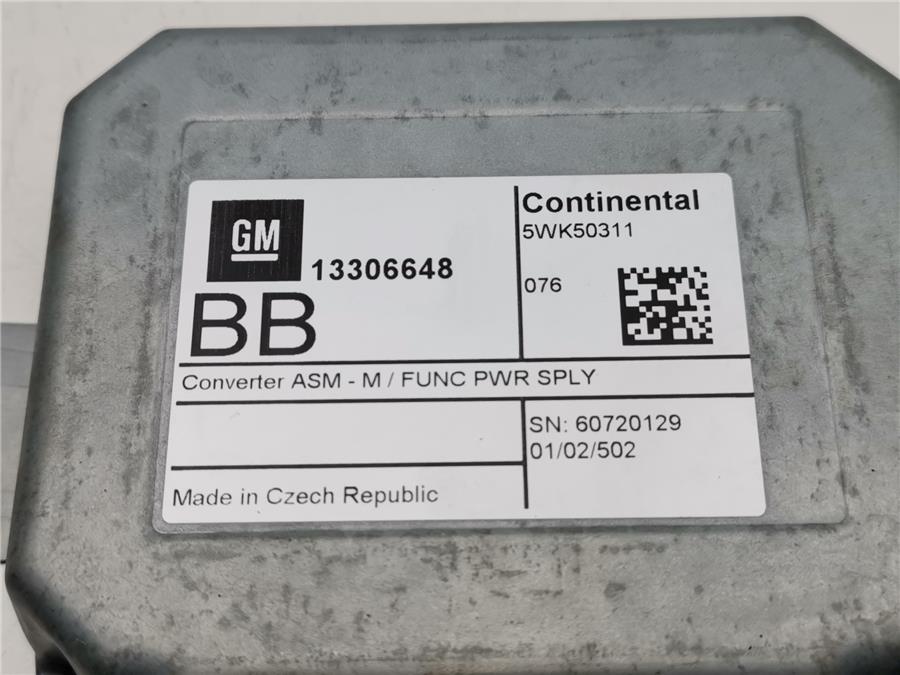 GM
13306648
BB
Continental
5WK50311
076
Converter ASM - M / FUNC PWR SPLY
SN: 60720129
01/02/502
Made in Czech Republic